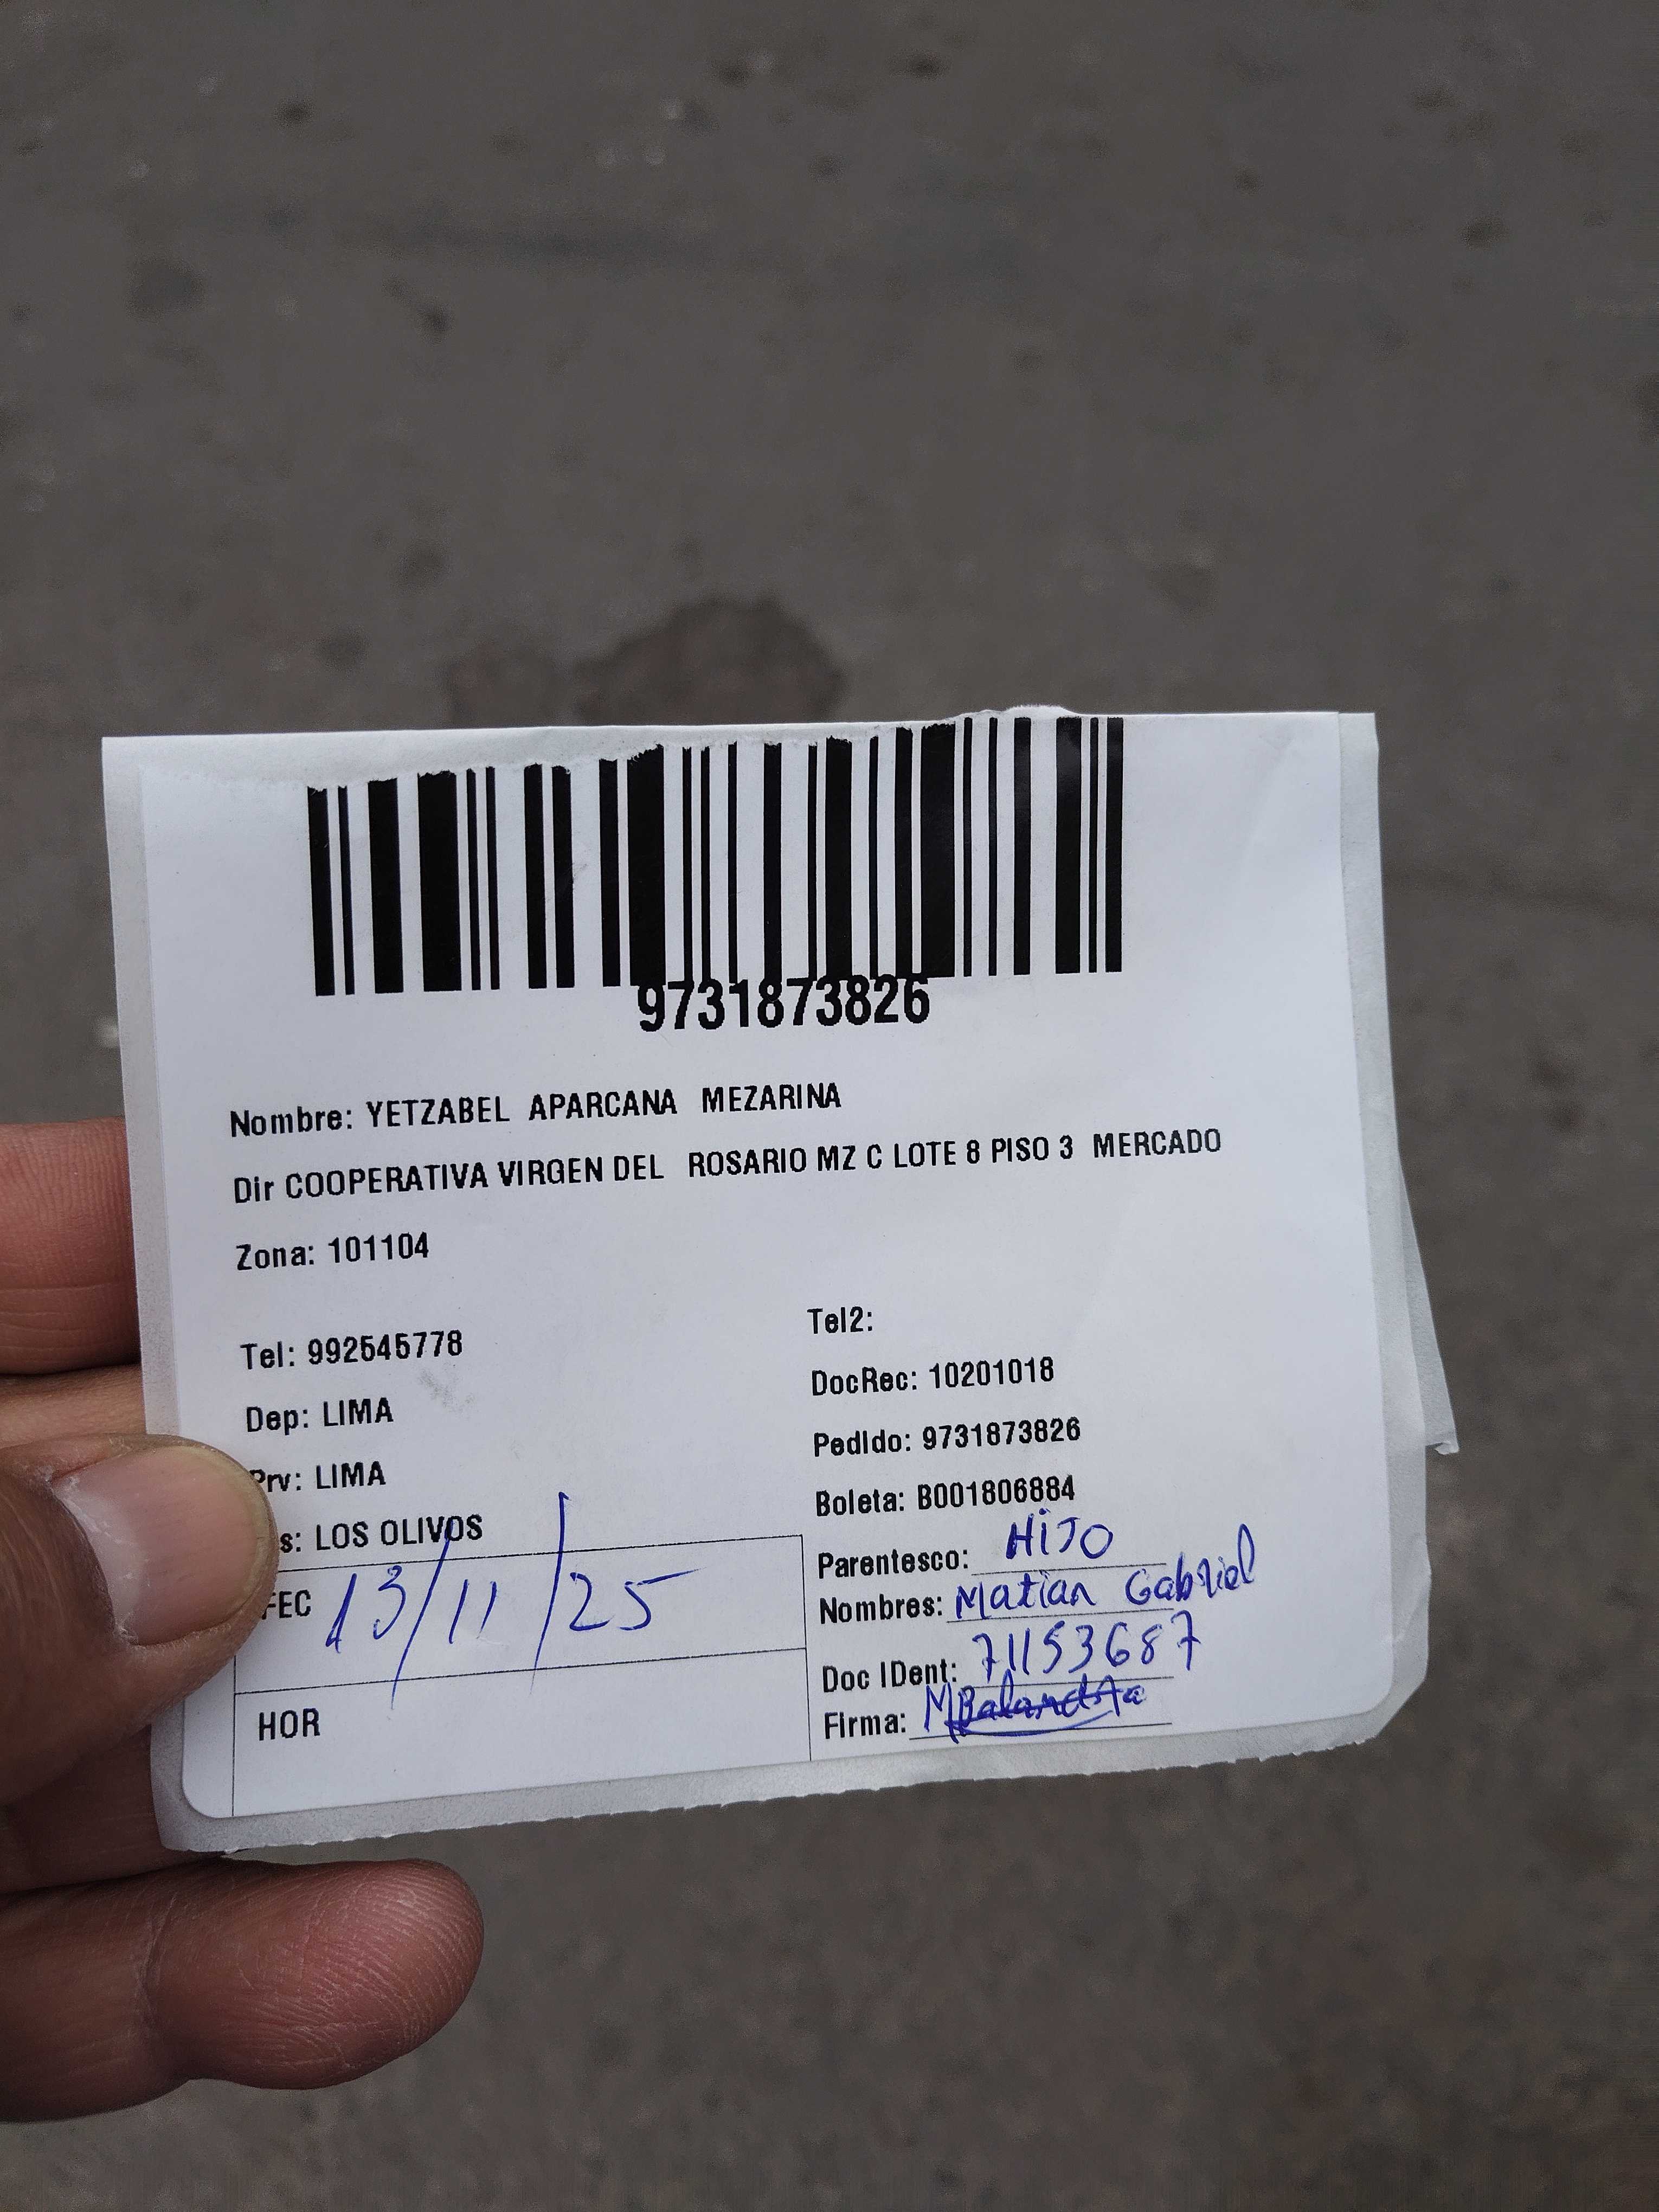 9731873826
Nombre: YETZABEL APARCANA MEZARINA
Dir COOPERATIVA VIRGEN DEL ROSARIO MZ C LOTE 8 PISO 3 MERCADO
Zona: 101104
Tel: 992545778
Dep: LIMA
Prv: LIMA
s: LOS OLIVOS
FEC 13/11/25
HOR
Tel2:
DocRec: 10201018
PedIdo: 9731873826
Boleta: B001806884
Parentesco: HiJO
Nombres: Matian Gabriel
Doc IDent: 71153687
Firma: